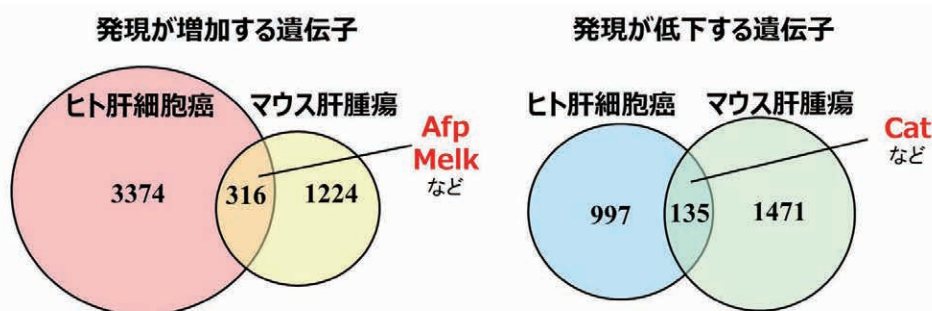 発現が増加する遺伝子
ヒト肝細胞癌
マウス肝腫瘍
3374
316
1224
Afp
Melk
など
発現が低下する遺伝子
ヒト肝細胞癌
マウス肝腫瘍
997
135
1471
Cat
など